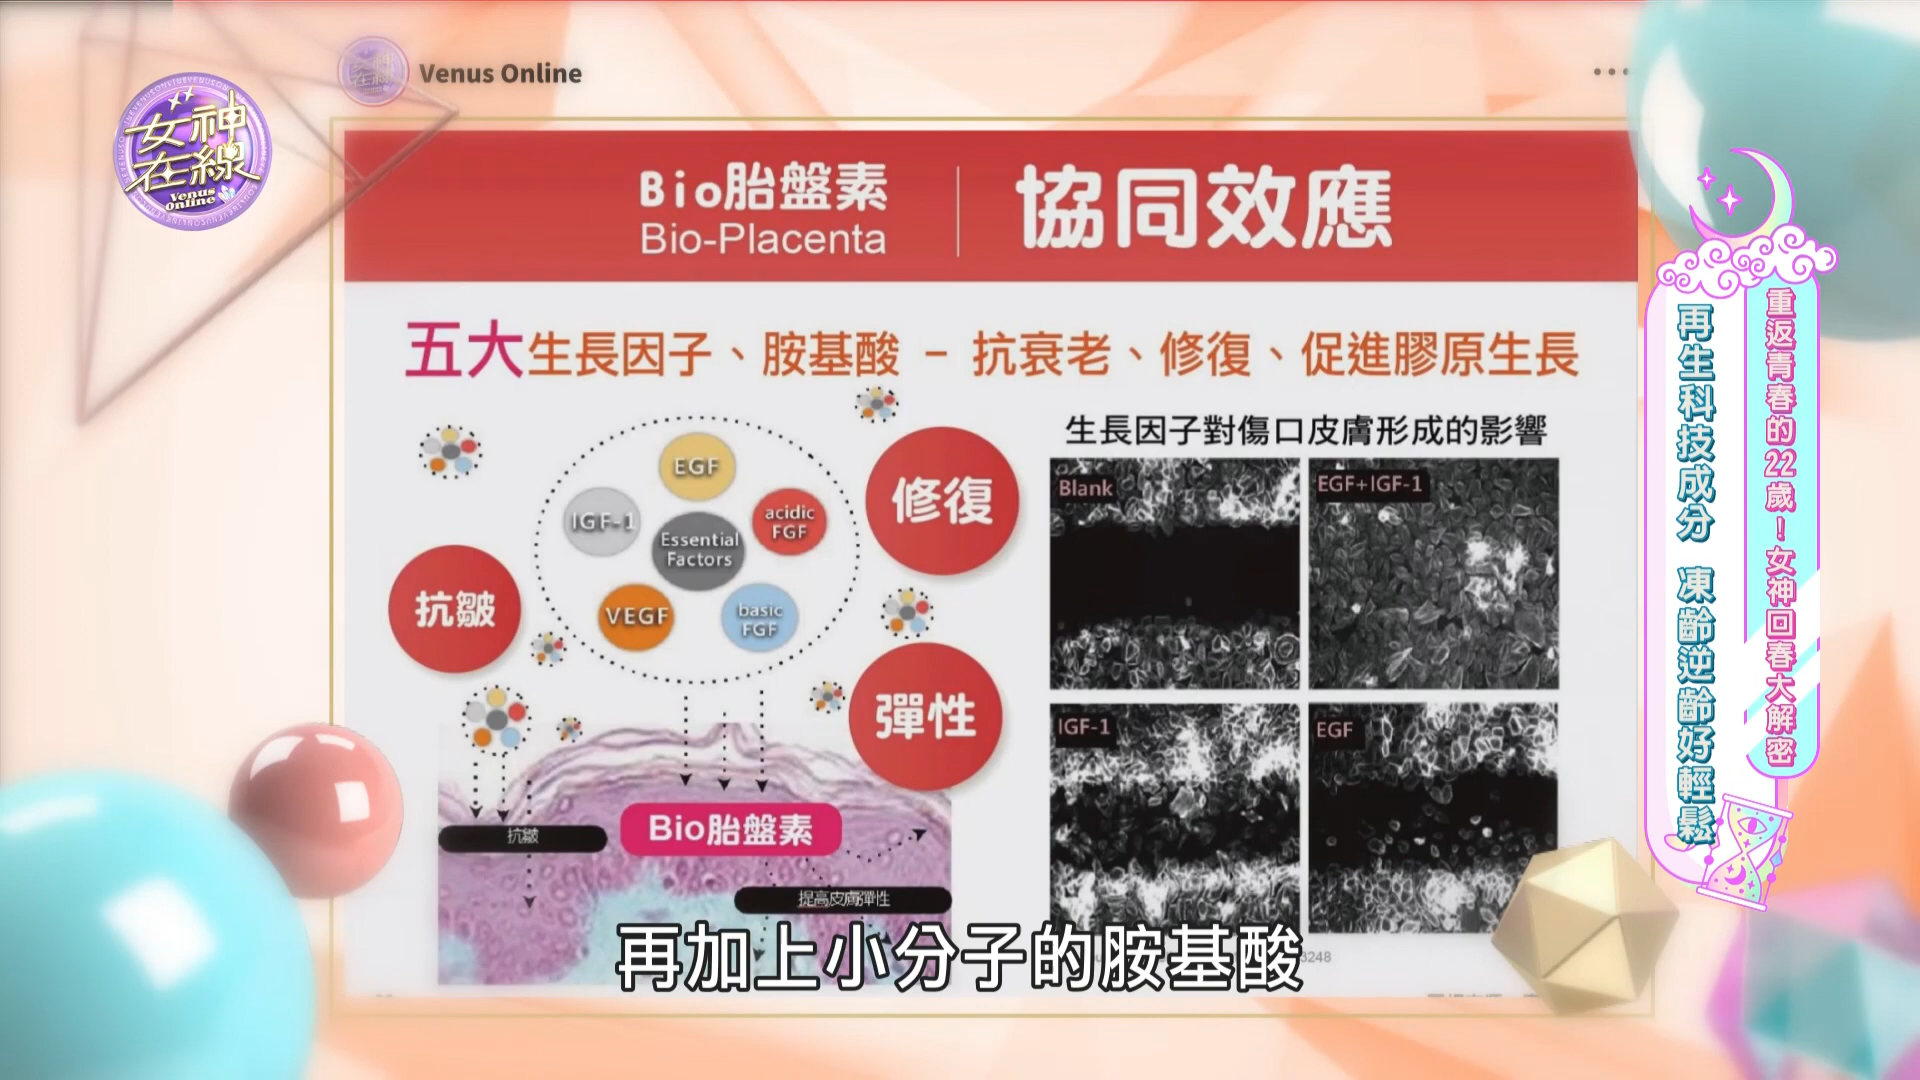 Venus Online
女神
在線
Venus
Online
Bio胎盤素
Bio-Placenta
協同效應
五大生長因子、胺基酸 – 抗衰老、修復、促進膠原生長
EGF
IGF-1
acidic
FGF
Essential
Factors
VEGF
basic
FGF
抗皺
修復
彈性
Bio胎盤素
抗皺
提高皮膚彈性
生長因子對傷口皮膚形成的影響
Blank
EGF+IGF-1
IGF-1
EGF
3248
再加上小分子的胺基酸
重返青春的22歲！女神回春大解密
再生科技成分 凍齡逆齡好輕鬆